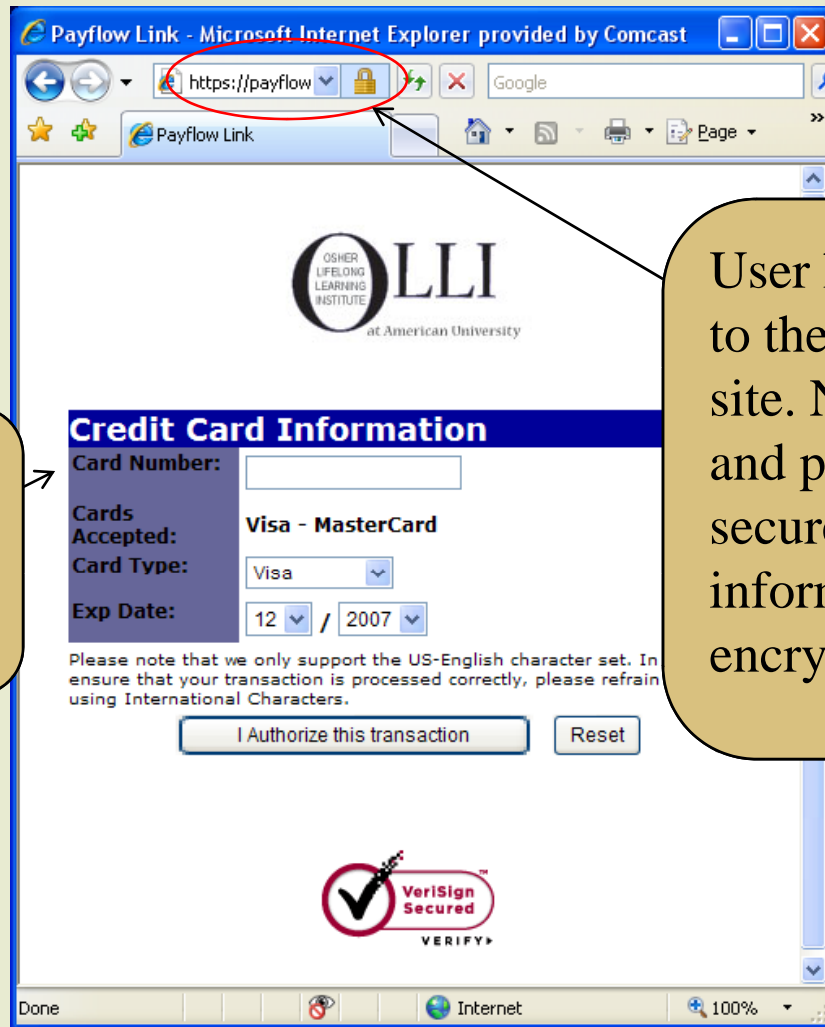 Payflow Link - Microsoft Internet Explorer provided by Comcast
https://payflow
Google
Payflow Link
Page
OSHER
LIFELONG
LEARNING
INSTITUTE
OLLI
at American University
User
to the
site.
and p
secure
inform
encry
Credit Card Information
Card Number:
Cards
Accepted:
Visa - MasterCard
Card Type:
Visa
Exp Date:
12 / 2007
Please note that we only support the US-English character set. In
ensure that your transaction is processed correctly, please refrain
using International Characters.
I Authorize this transaction
Reset
VeriSign
Secured
™
VERIFY
Done
Internet
100%